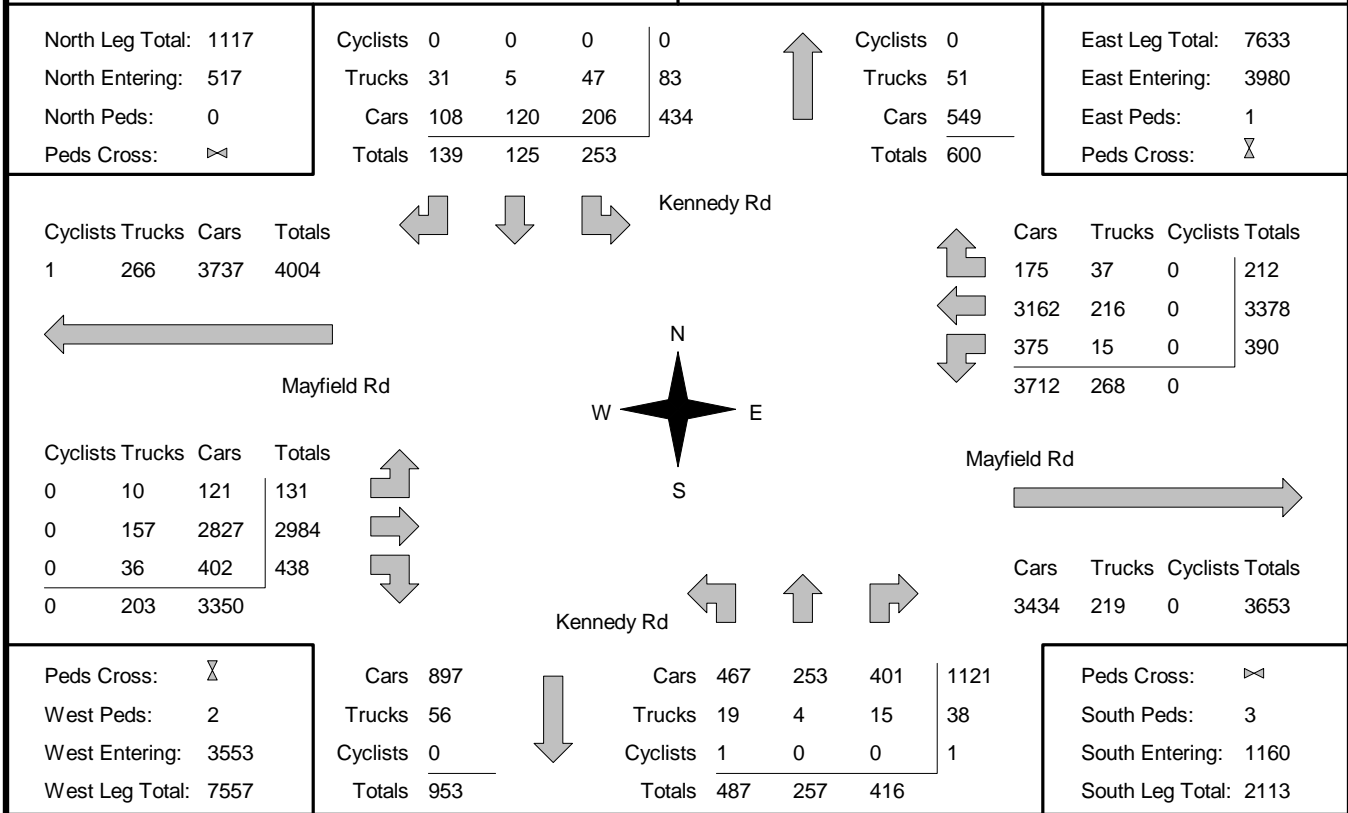 North Leg Total: 1117
North Entering: 517
North Peds: 0
Peds Cross:
Cyclists 0 0 0 0
Trucks 31 5 47 83
Cars 108 120 206 434
Totals 139 125 253
Cyclists 0
Trucks 51
Cars 549
Totals 600
East Leg Total: 7633
East Entering: 3980
East Peds: 1
Peds Cross:
Kennedy Rd
Cyclists Trucks Cars Totals
1 266 3737 4004
Mayfield Rd
Cars Trucks Cyclists Totals
175 37 0 212
3162 216 0 3378
375 15 0 390
3712 268 0
N
W E
S
Cyclists Trucks Cars Totals
0 10 121 131
0 157 2827 2984
0 36 402 438
0 203 3350
Mayfield Rd
Cars Trucks Cyclists Totals
3434 219 0 3653
Kennedy Rd
Peds Cross:
West Peds: 2
West Entering: 3553
West Leg Total: 7557
Cars 897
Trucks 56
Cyclists 0
Totals 953
Cars 467 253 401 1121
Trucks 19 4 15 38
Cyclists 1 0 0 1
Totals 487 257 416
Peds Cross:
South Peds: 3
South Entering: 1160
South Leg Total: 2113